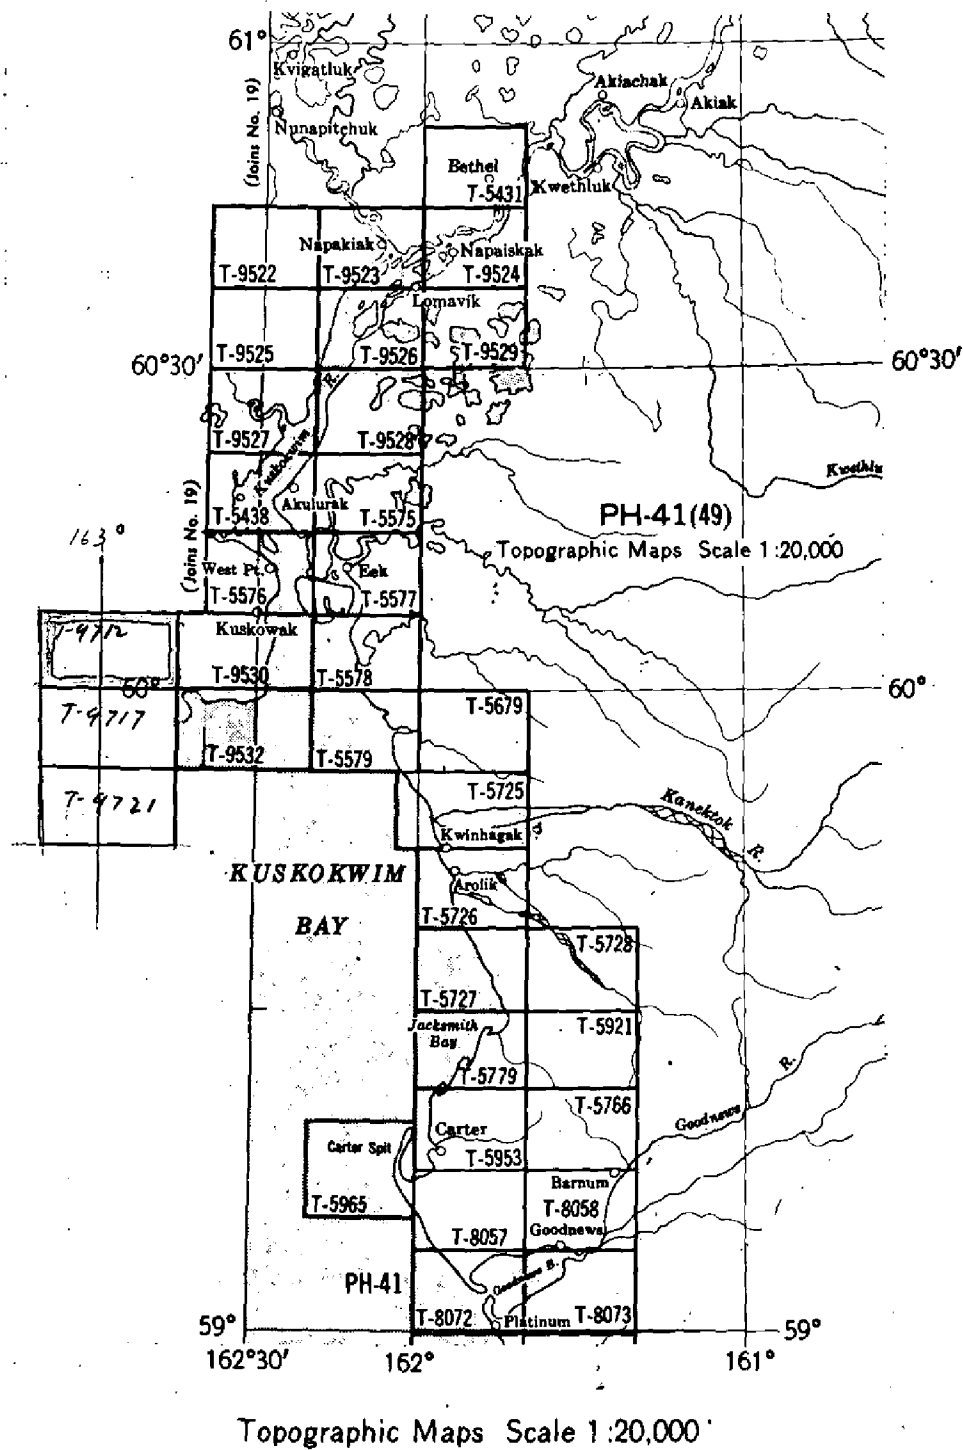 61°
Kvigatluk
(Joins No. 19)
Akiachak
Akiak
Nunapitchuk
Bethel
T-5431
Kwethluk
Napakiak
Napaiskak
T-9522
T-9523
T-9524
Lomavik
T-9525
T-9526
T-9529
60°30′
60°30′
R.
T-9527
Kuskokwim
T-9528
Kwethlu
(Joins No. 19)
Akulurak
T-5438
T-5575
PH-41(49)
Topographic Maps Scale 1:20,000
163°
West Pt.
Eek
T-5576
T-5577
T-9712
Kuskowak
T-9530
T-5578
60°
60°
T-9717
T-5679
T-9532
T-5579
T-9721
T-5725
Kanektok
R.
Kwinhagak
KUSKOKWIM
BAY
Arolik
T-5726
T-5728
T-5727
Jacksmith
Bay
T-5921
T-5779
T-5766
R.
Goodnews
Carter
Carter Spit
T-5953
T-5965
Barnum
T-8058
Goodnews
T-8057
PH-41
Goodnews B.
T-8072
Platinum
T-8073
59°
59°
162°30′
162°
161°
Topographic Maps Scale 1:20,000